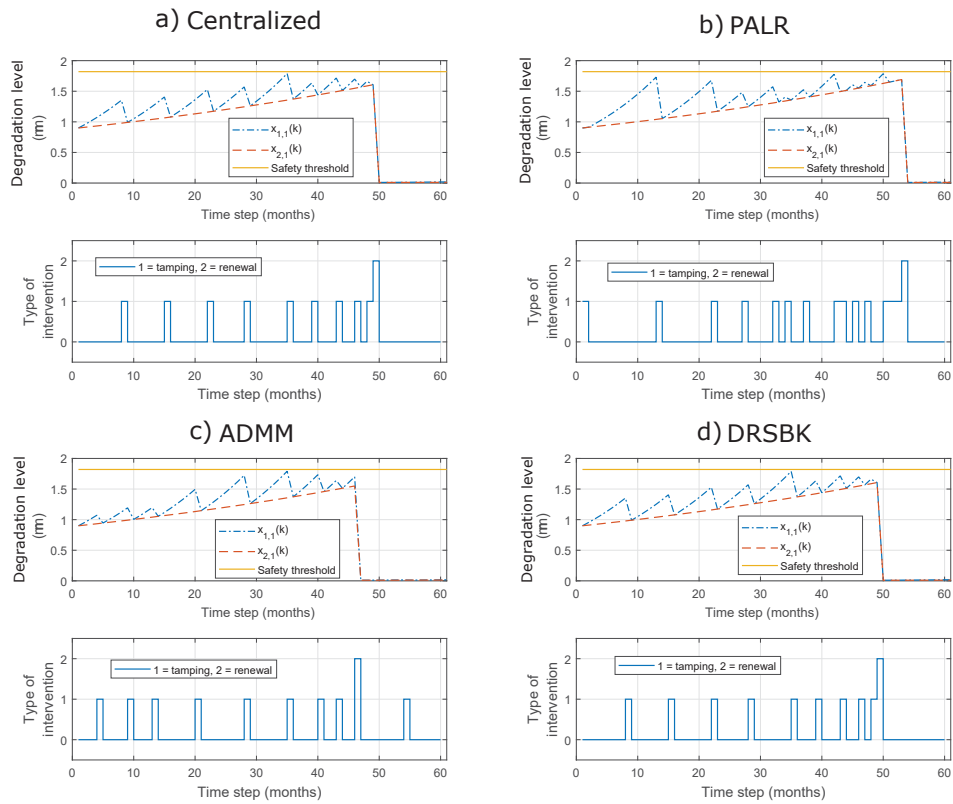 a) Centralized
Degradation level
(m)
2
1.5
1
0.5
0
x1,1(k)
x2,1(k)
Safety threshold
0 10 20 30 40 50 60
Time step (months)
Type of
intervention
2
1
0
1 = tamping, 2 = renewal
0 10 20 30 40 50 60
Time step (months)
b) PALR
Degradation level
(m)
2
1.5
1
0.5
0
x1,1(k)
x2,1(k)
Safety threshold
0 10 20 30 40 50 60
Time step (months)
Type of
intervention
2
1
0
1 = tamping, 2 = renewal
0 10 20 30 40 50 60
Time step (months)
c) ADMM
Degradation level
(m)
2
1.5
1
0.5
0
x1,1(k)
x2,1(k)
Safety threshold
0 10 20 30 40 50 60
Time step (months)
Type of
intervention
2
1
0
1 = tamping, 2 = renewal
0 10 20 30 40 50 60
Time step (months)
d) DRSBK
Degradation level
(m)
2
1.5
1
0.5
0
x1,1(k)
x2,1(k)
Safety threshold
0 10 20 30 40 50 60
Time step (months)
Type of
intervention
2
1
0
1 = tamping, 2 = renewal
0 10 20 30 40 50 60
Time step (months)